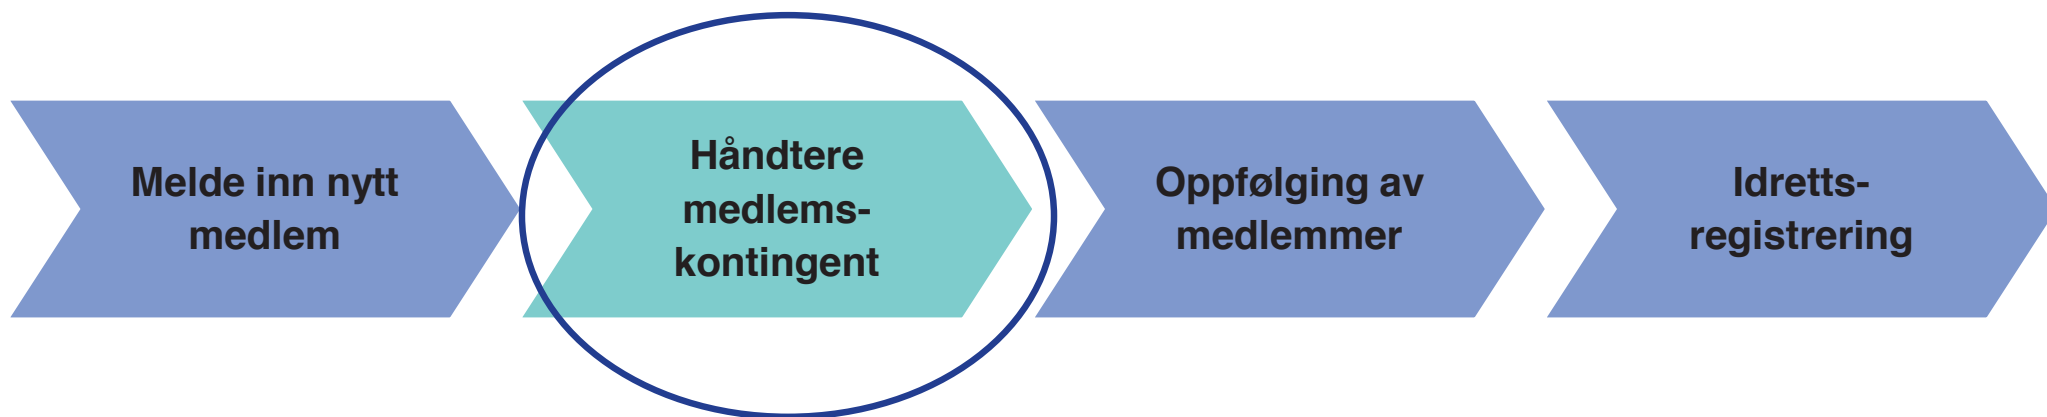 Melde inn nytt
medlem
Håndtere
medlems-
kontingent
Oppfølging av
medlemmer
Idretts-
registrering